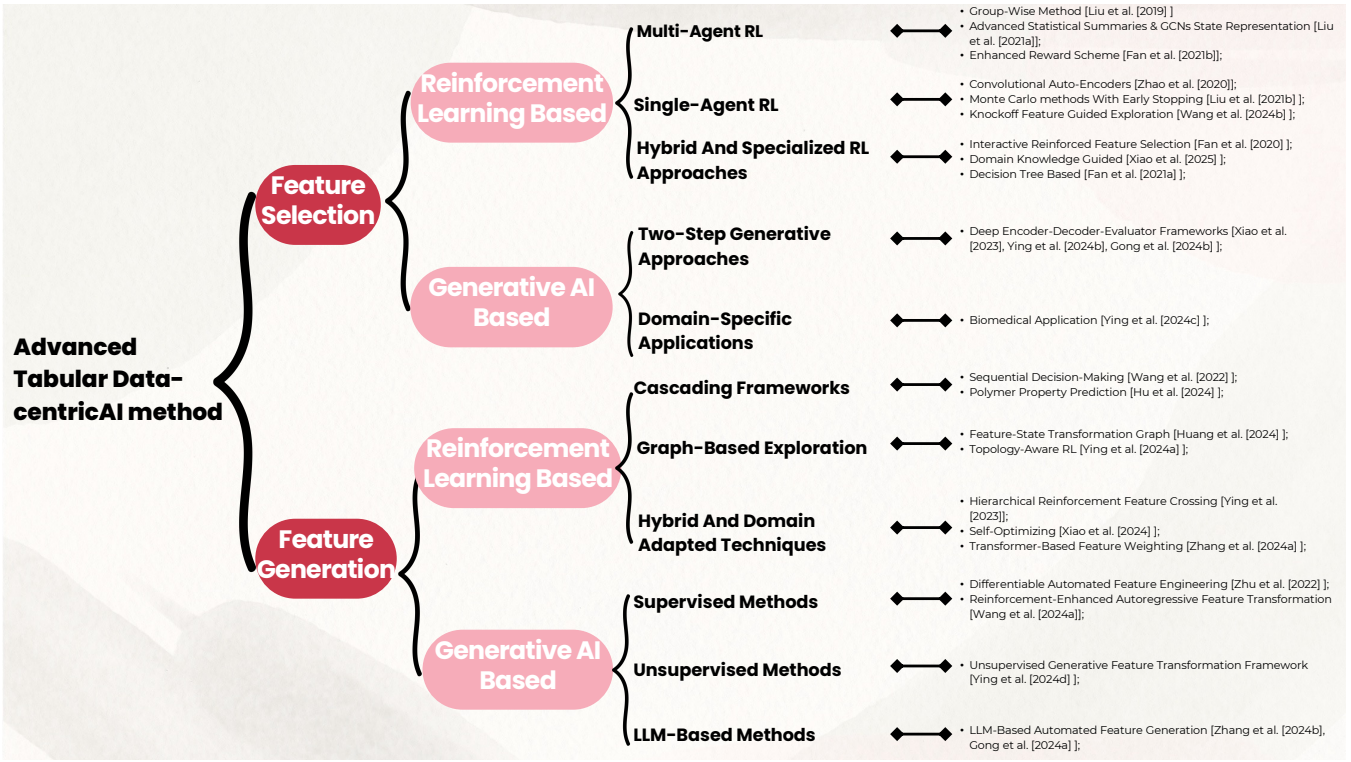 Advanced
Tabular Data-
centricAI method
Feature
Selection
Reinforcement
Learning Based
Multi-Agent RL
• Group-Wise Method [Liu et al. [2019] ]
• Advanced Statistical Summaries & GCNs State Representation [Liu
et al. [2021a]];
• Enhanced Reward Scheme [Fan et al. [2021b]];
Single-Agent RL
• Convolutional Auto-Encoders [Zhao et al. [2020]];
• Monte Carlo methods With Early Stopping [Liu et al. [2021b] ];
• Knockoff Feature Guided Exploration [Wang et al. [2024b] ];
Hybrid And Specialized RL
Approaches
• Interactive Reinforced Feature Selection [Fan et al. [2020] ];
• Domain Knowledge Guided [Xiao et al. [2025] ];
• Decision Tree Based [Fan et al. [2021a] ];
Generative AI
Based
Two-Step Generative
Approaches
• Deep Encoder-Decoder-Evaluator Frameworks [Xiao et al.
[2023], Ying et al. [2024b], Gong et al. [2024b] ];
Domain-Specific
Applications
• Biomedical Application [Ying et al. [2024c] ];
Feature
Generation
Reinforcement
Learning Based
Cascading Frameworks
• Sequential Decision-Making [Wang et al. [2022] ];
• Polymer Property Prediction [Hu et al. [2024] ];
Graph-Based Exploration
• Feature-State Transformation Graph [Huang et al. [2024] ];
• Topology-Aware RL [Ying et al. [2024a] ];
Hybrid And Domain
Adapted Techniques
• Hierarchical Reinforcement Feature Crossing [Ying et al.
[2023]];
• Self-Optimizing [Xiao et al. [2024] ];
• Transformer-Based Feature Weighting [Zhang et al. [2024a] ];
Generative AI
Based
Supervised Methods
• Differentiable Automated Feature Engineering [Zhu et al. [2022] ];
• Reinforcement-Enhanced Autoregressive Feature Transformation
[Wang et al. [2024a]];
Unsupervised Methods
• Unsupervised Generative Feature Transformation Framework
[Ying et al. [2024d] ];
LLM-Based Methods
• LLM-Based Automated Feature Generation [Zhang et al. [2024b],
Gong et al. [2024a] ];